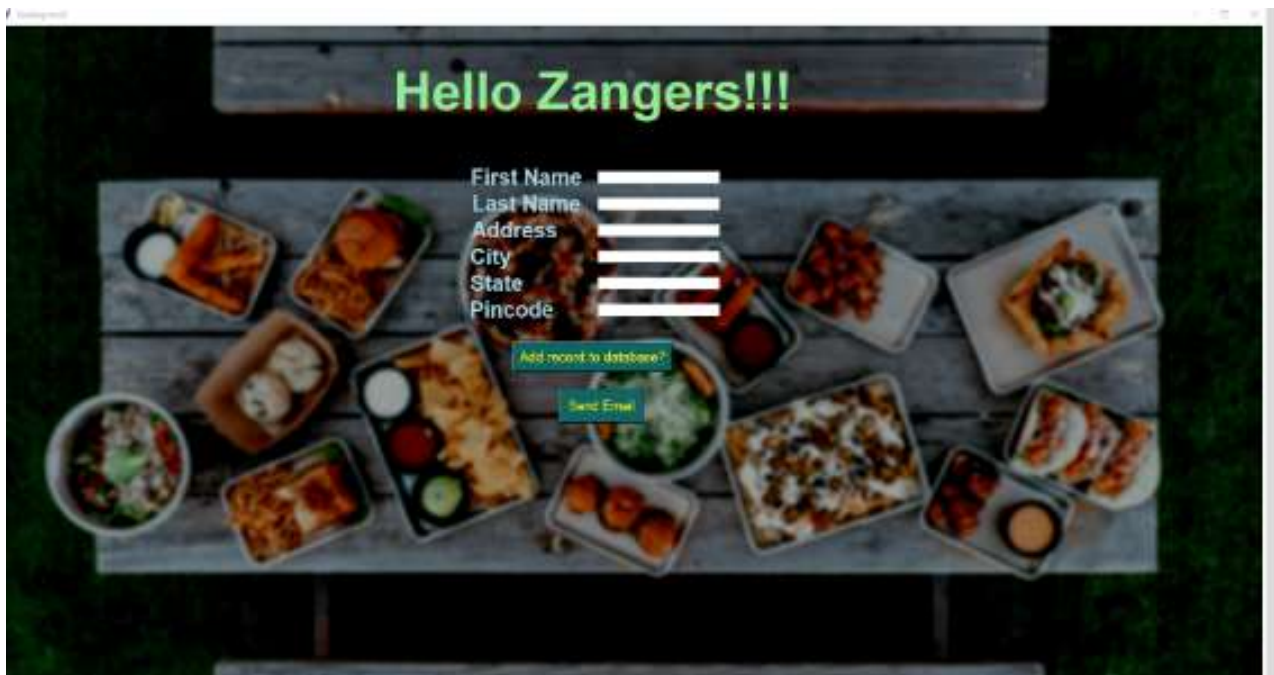 Hello Zangers!!!
First Name
Last Name
Address
City
State
Pincode
Add record to database?
Send Email